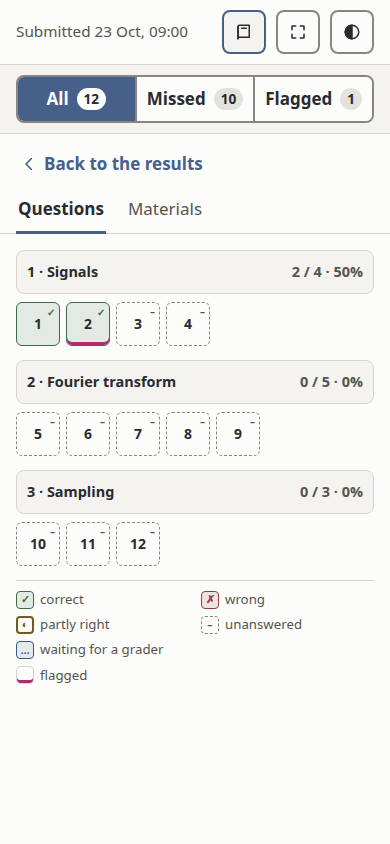 Submitted 23 Oct, 09:00
All 12 Missed 10 Flagged 1
Back to the results
Questions Materials
1 · Signals 2 / 4 · 50%
1 ✓ 2 ✓ 3 – 4 –
2 · Fourier transform 0 / 5 · 0%
5 – 6 – 7 – 8 – 9 –
3 · Sampling 0 / 3 · 0%
10 – 11 – 12 –
✓ correct ✗ wrong
◐ partly right – unanswered
… waiting for a grader
flagged